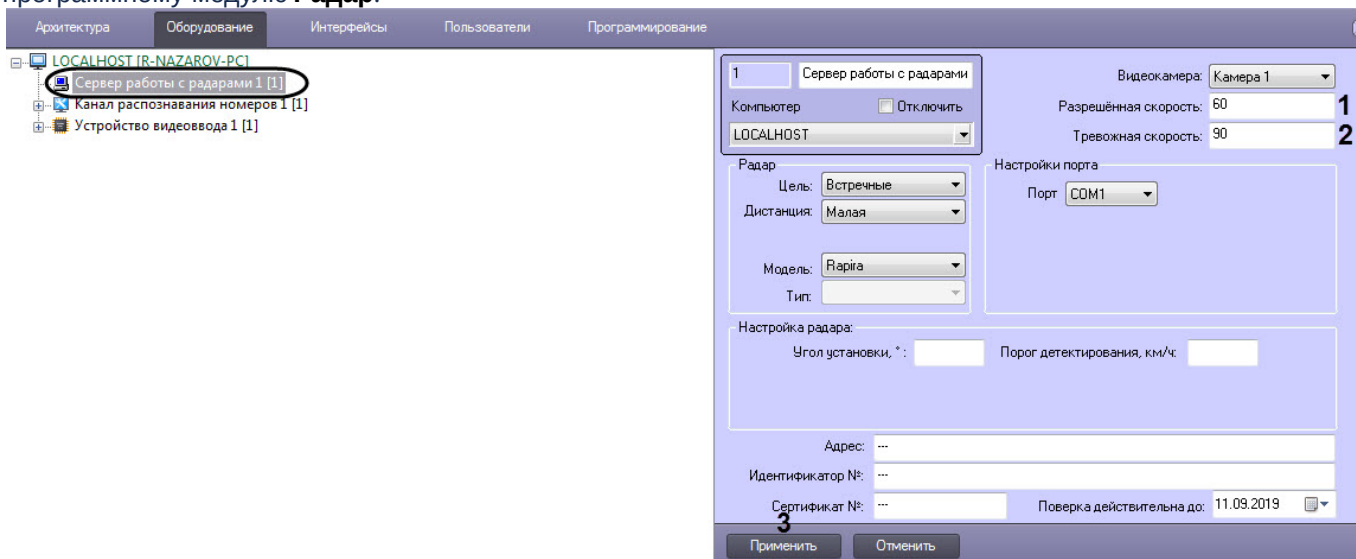 программному модулю Радар.
Архитектура Оборудование Интерфейсы Пользователи Программирование
LOCALHOST [R-NAZAROV-PC]
Сервер работы с радарами 1 [1]
Канал распознавания номеров 1 [1]
Устройство видеоввода 1 [1]
1 Сервер работы с радарами
Компьютер Отключить
LOCALHOST
Видеокамера: Камера 1
Разрешённая скорость: 60 1
Тревожная скорость: 90 2
Радар
Цель: Встречные
Дистанция: Малая
Модель: Rapira
Тип:
Настройки порта
Порт COM1
Настройка радара:
Угол установки, ° : Порог детектирования, км/ч:
Адрес: ---
Идентификатор №: ---
Сертификат №: --- Поверка действительна до: 11.09.2019
3
Применить Отменить